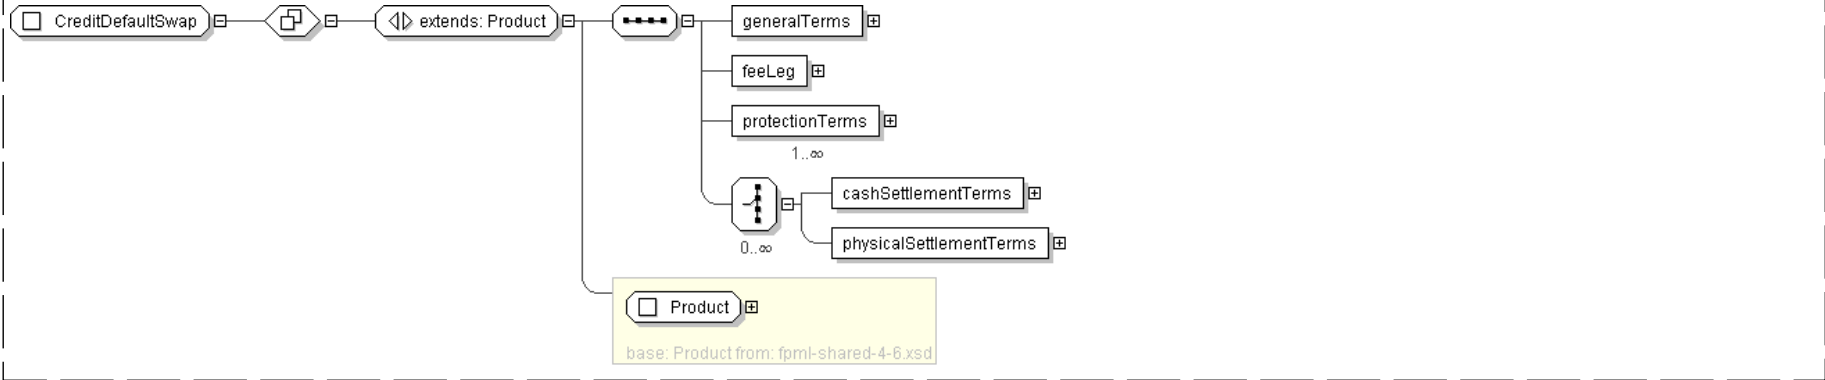 CreditDefaultSwap extends: Product generalTerms
feeLeg
protectionTerms
1..∞
cashSettlementTerms
physicalSettlementTerms
0..∞
Product
base: Product from: fpml-shared-4-6.xsd